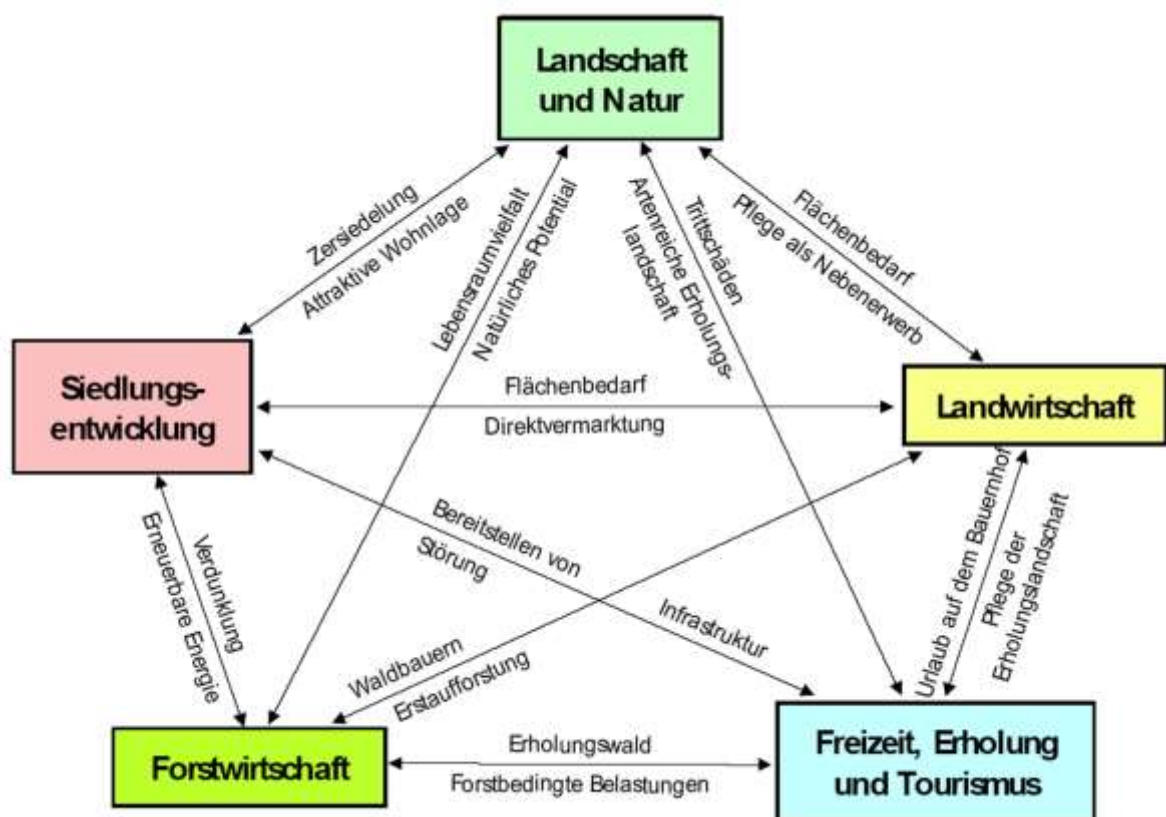 Landschaft
und Natur
Zersiedelung
Attraktive Wohnlage
Lebensraumvielfalt
Natürliches Potential
Trittschäden
Artenreiche Erholungs-
landschaft
Flächenbedarf
Pflege als Nebenerwerb
Siedlungs-
entwicklung
Flächenbedarf
Direktvermarktung
Landwirtschaft
Verdunklung
Erneuerbare Energie
Bereitstellen von
Störung
Infrastruktur
Waldbauern
Erstaufforstung
Urlaub auf dem Bauernhof
Pflege der
Erholungslandschaft
Forstwirtschaft
Erholungswald
Forstbedingte Belastungen
Freizeit, Erholung
und Tourismus